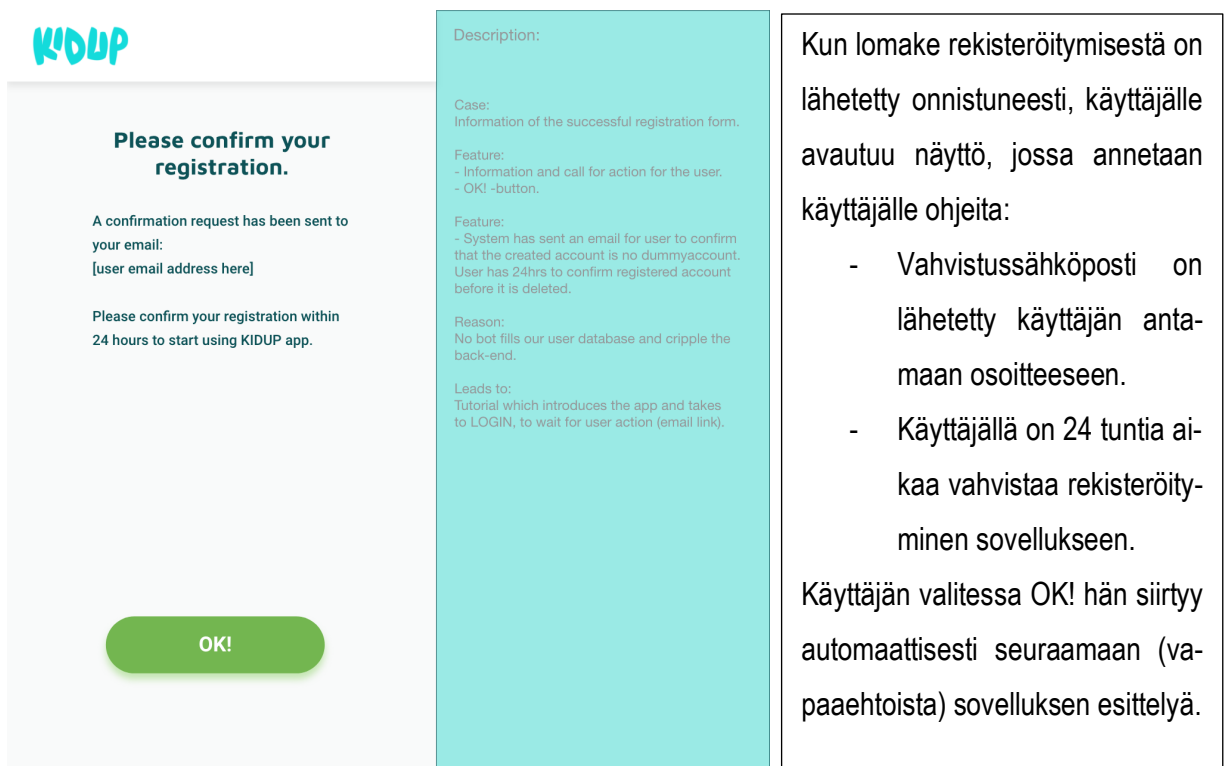 KIDUP
Please confirm your
registration.
A confirmation request has been sent to
your email:
[user email address here]
Please confirm your registration within
24 hours to start using KIDUP app.
OK!
Description:
Case:
Information of the successful registration form.
Feature:
- Information and call for action for the user.
- OK! -button.
Feature:
- System has sent an email for user to confirm
that the created account is no dummyaccount.
User has 24hrs to confirm registered account
before it is deleted.
Reason:
No bot fills our user database and cripple the
back-end.
Leads to:
Tutorial which introduces the app and takes
to LOGIN, to wait for user action (email link).
Kun lomake rekisteröitymisestä on
lähetetty onnistuneesti, käyttäjälle
avautuu näyttö, jossa annetaan
käyttäjälle ohjeita:
- Vahvistussähköposti on
lähetetty käyttäjän anta-
maan osoitteeseen.
- Käyttäjällä on 24 tuntia ai-
kaa vahvistaa rekisteröity-
minen sovellukseen.
Käyttäjän valitessa OK! hän siirtyy
automaattisesti seuraamaan (va-
paaehtoista) sovelluksen esittelyä.